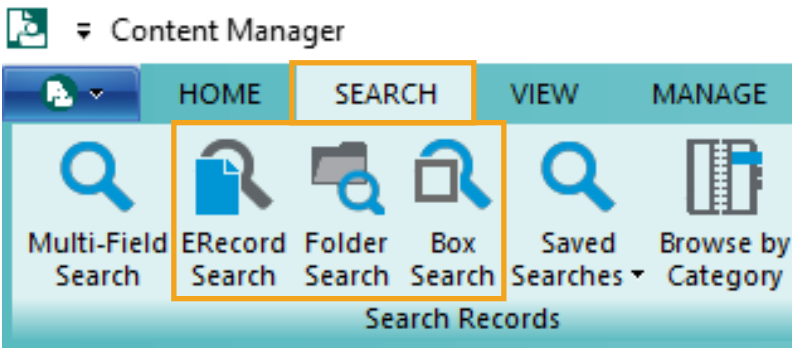 Content Manager
HOME SEARCH VIEW MANAGE
Multi-Field ERecord Folder Box Saved Browse by
Search Search Search Search Searches Category
Search Records